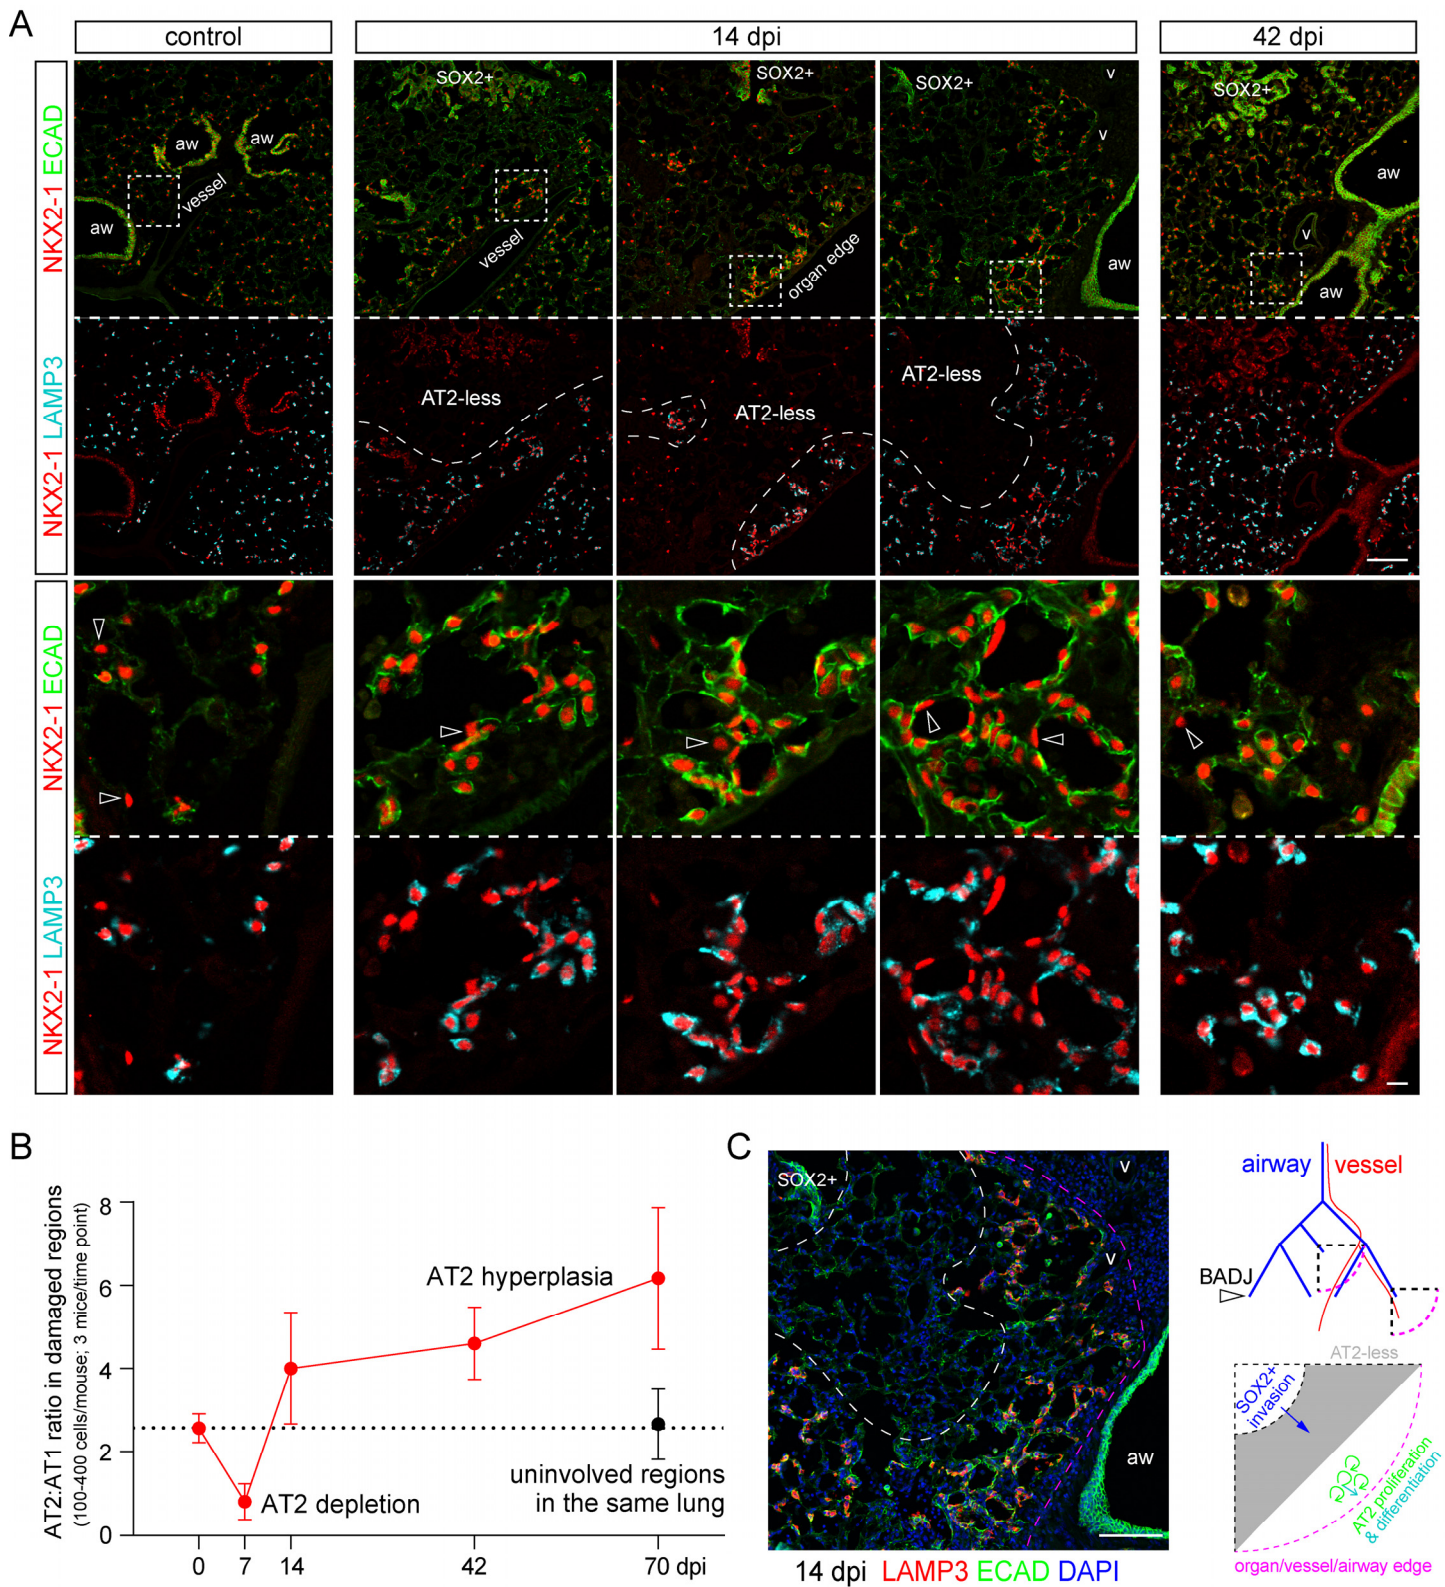 A
control
14 dpi
42 dpi
NKX2-1 ECAD
aw
aw
vessel
aw
SOX2+
vessel
SOX2+
organ edge
SOX2+
v
v
aw
SOX2+
aw
v
aw
NKX2-1 LAMP3
AT2-less
AT2-less
AT2-less
NKX2-1 ECAD
NKX2-1 LAMP3
B
AT2:AT1 ratio in damaged regions
(100-400 cells/mouse; 3 mice/time point)
8
6
4
2
0
AT2 hyperplasia
AT2 depletion
uninvolved regions
in the same lung
0 7 14 42 70 dpi
C
SOX2+
v
v
aw
14 dpi LAMP3 ECAD DAPI
airway vessel
BADJ
AT2-less
SOX2+
invasion
AT2 proliferation
& differentiation
organ/vessel/airway edge